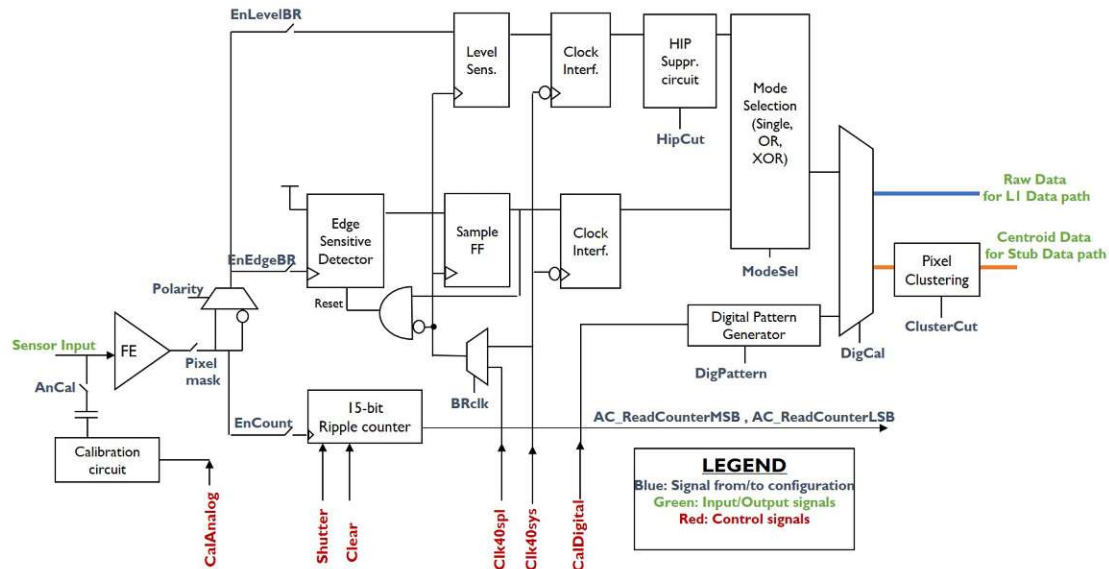 EnLevelBR
Level
Sens.
Clock
Interf.
HIP
Suppr.
circuit
HipCut
Mode
Selection
(Single,
OR,
XOR)
ModeSel
Raw Data
for L1 Data path
Centroid Data
for Stub Data path
Pixel
Clustering
ClusterCut
Edge
Sensitive
Detector
EnEdgeBR
Sample
FF
Clock
Interf.
Reset
Polarity
Sensor Input
FE
Pixel
mask
AnCal
Digital Pattern
Generator
DigPattern
DigCal
BRclk
EnCount
15-bit
Ripple counter
AC_ReadCounterMSB , AC_ReadCounterLSB
Calibration
circuit
CalAnalog
Shutter
Clear
Clk40spl
Clk40sys
CalDigital
LEGEND
Blue: Signal from/to configuration
Green: Input/Output signals
Red: Control signals